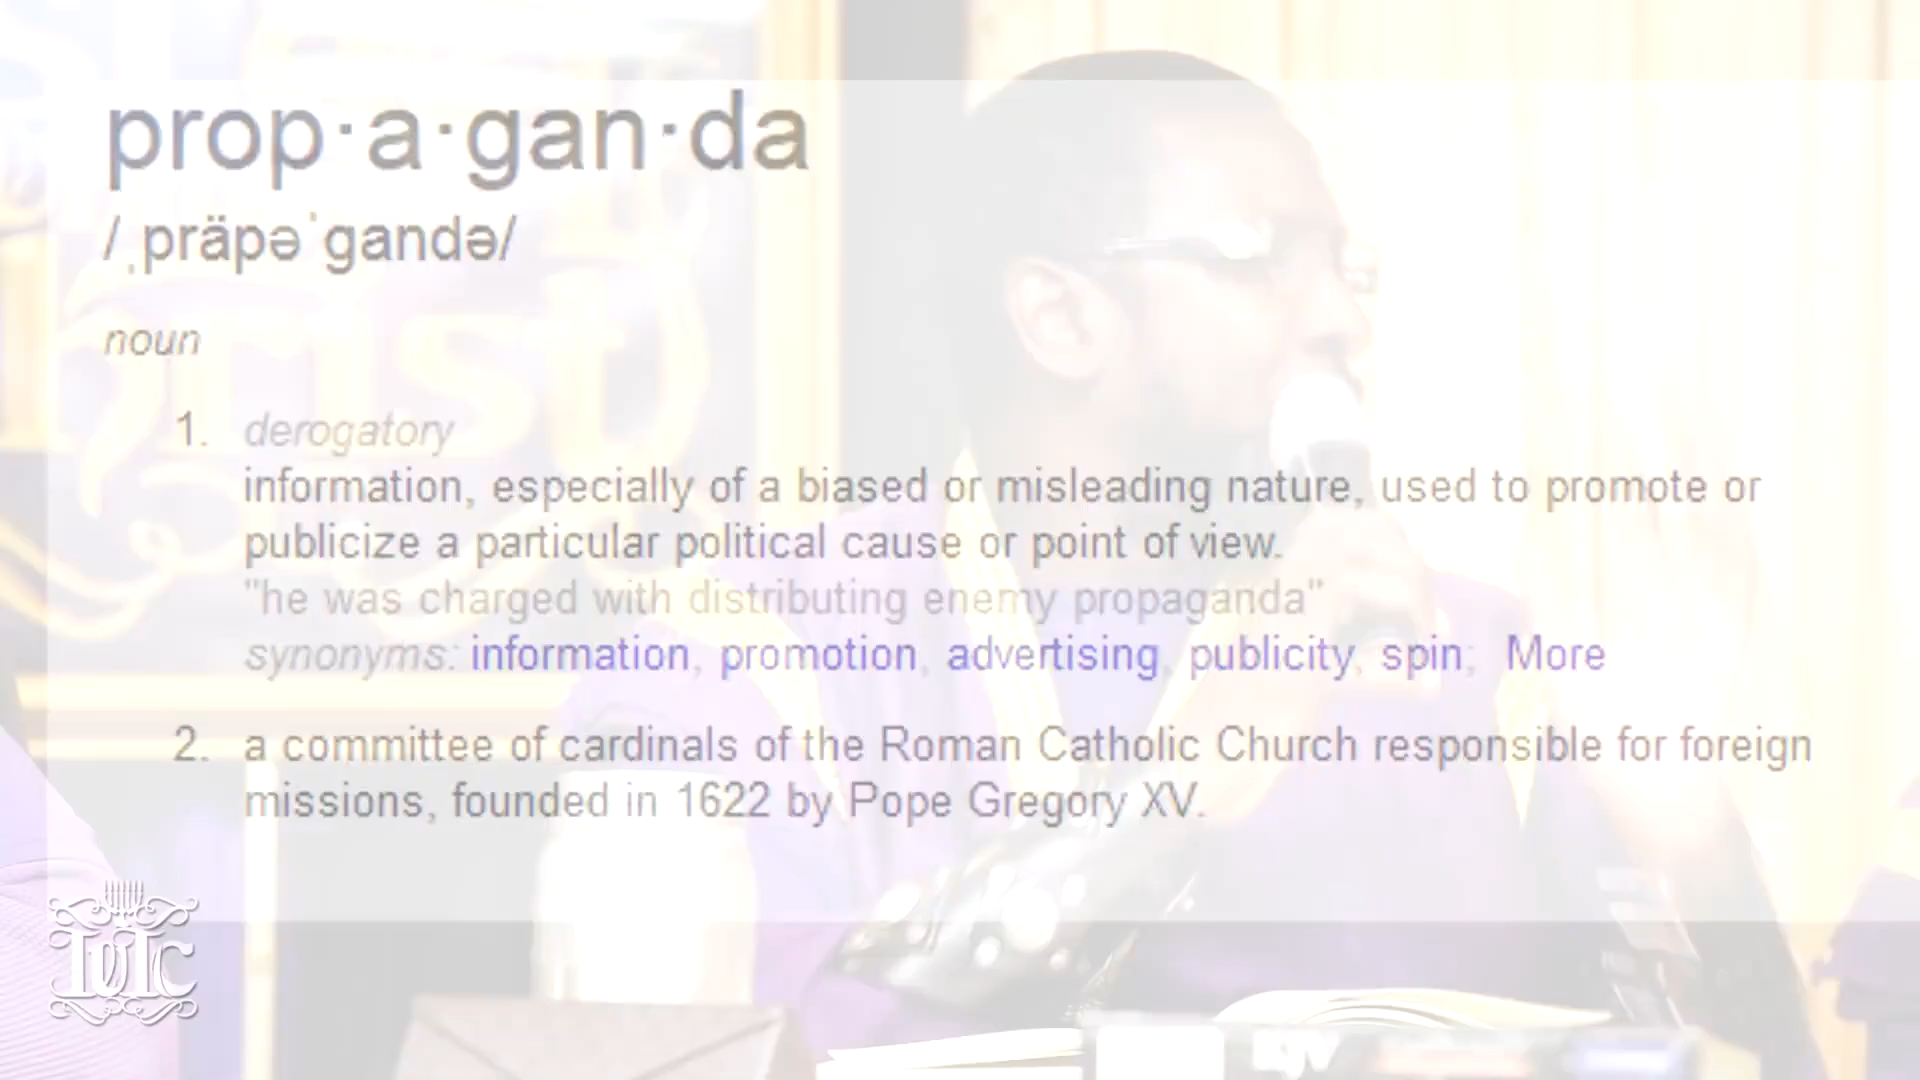 prop·a·gan·da
/ˌpräpəˈɡandə/
noun
1. derogatory
information, especially of a biased or misleading nature, used to promote or
publicize a particular political cause or point of view.
"he was charged with distributing enemy propaganda"
synonyms: information, promotion, advertising, publicity, spin; More
2. a committee of cardinals of the Roman Catholic Church responsible for foreign
missions, founded in 1622 by Pope Gregory XV.
IUIC
KJV